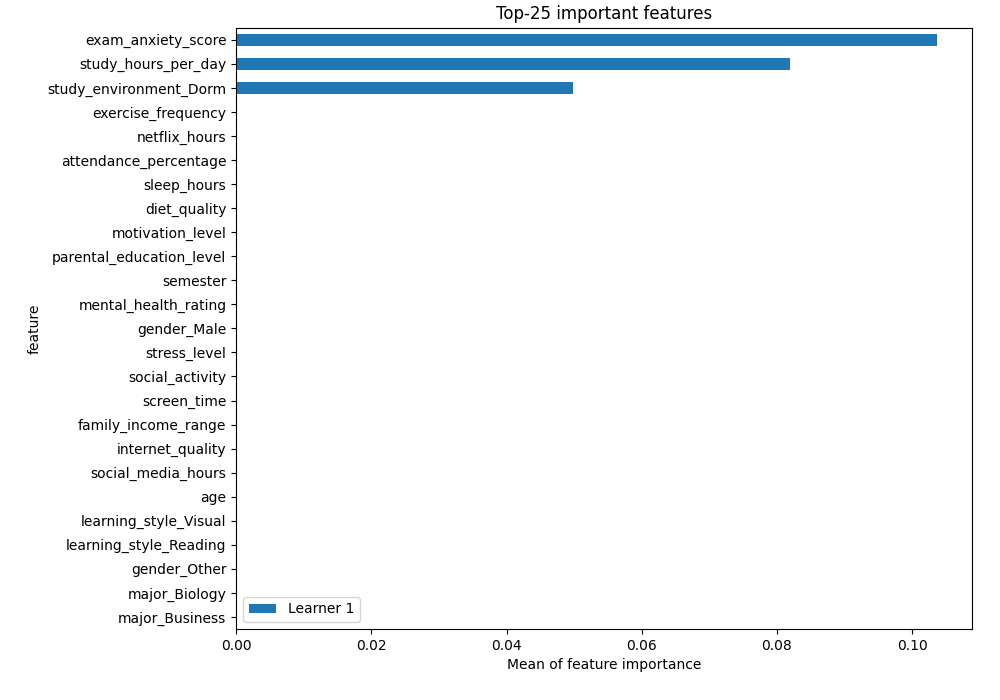 Top-25 important features
exam_anxiety_score
study_hours_per_day
study_environment_Dorm
exercise_frequency
netflix_hours
attendance_percentage
sleep_hours
diet_quality
motivation_level
parental_education_level
semester
mental_health_rating
gender_Male
stress_level
social_activity
screen_time
family_income_range
internet_quality
social_media_hours
age
learning_style_Visual
learning_style_Reading
gender_Other
major_Biology
major_Business
feature
Learner 1
0.00 0.02 0.04 0.06 0.08 0.10
Mean of feature importance